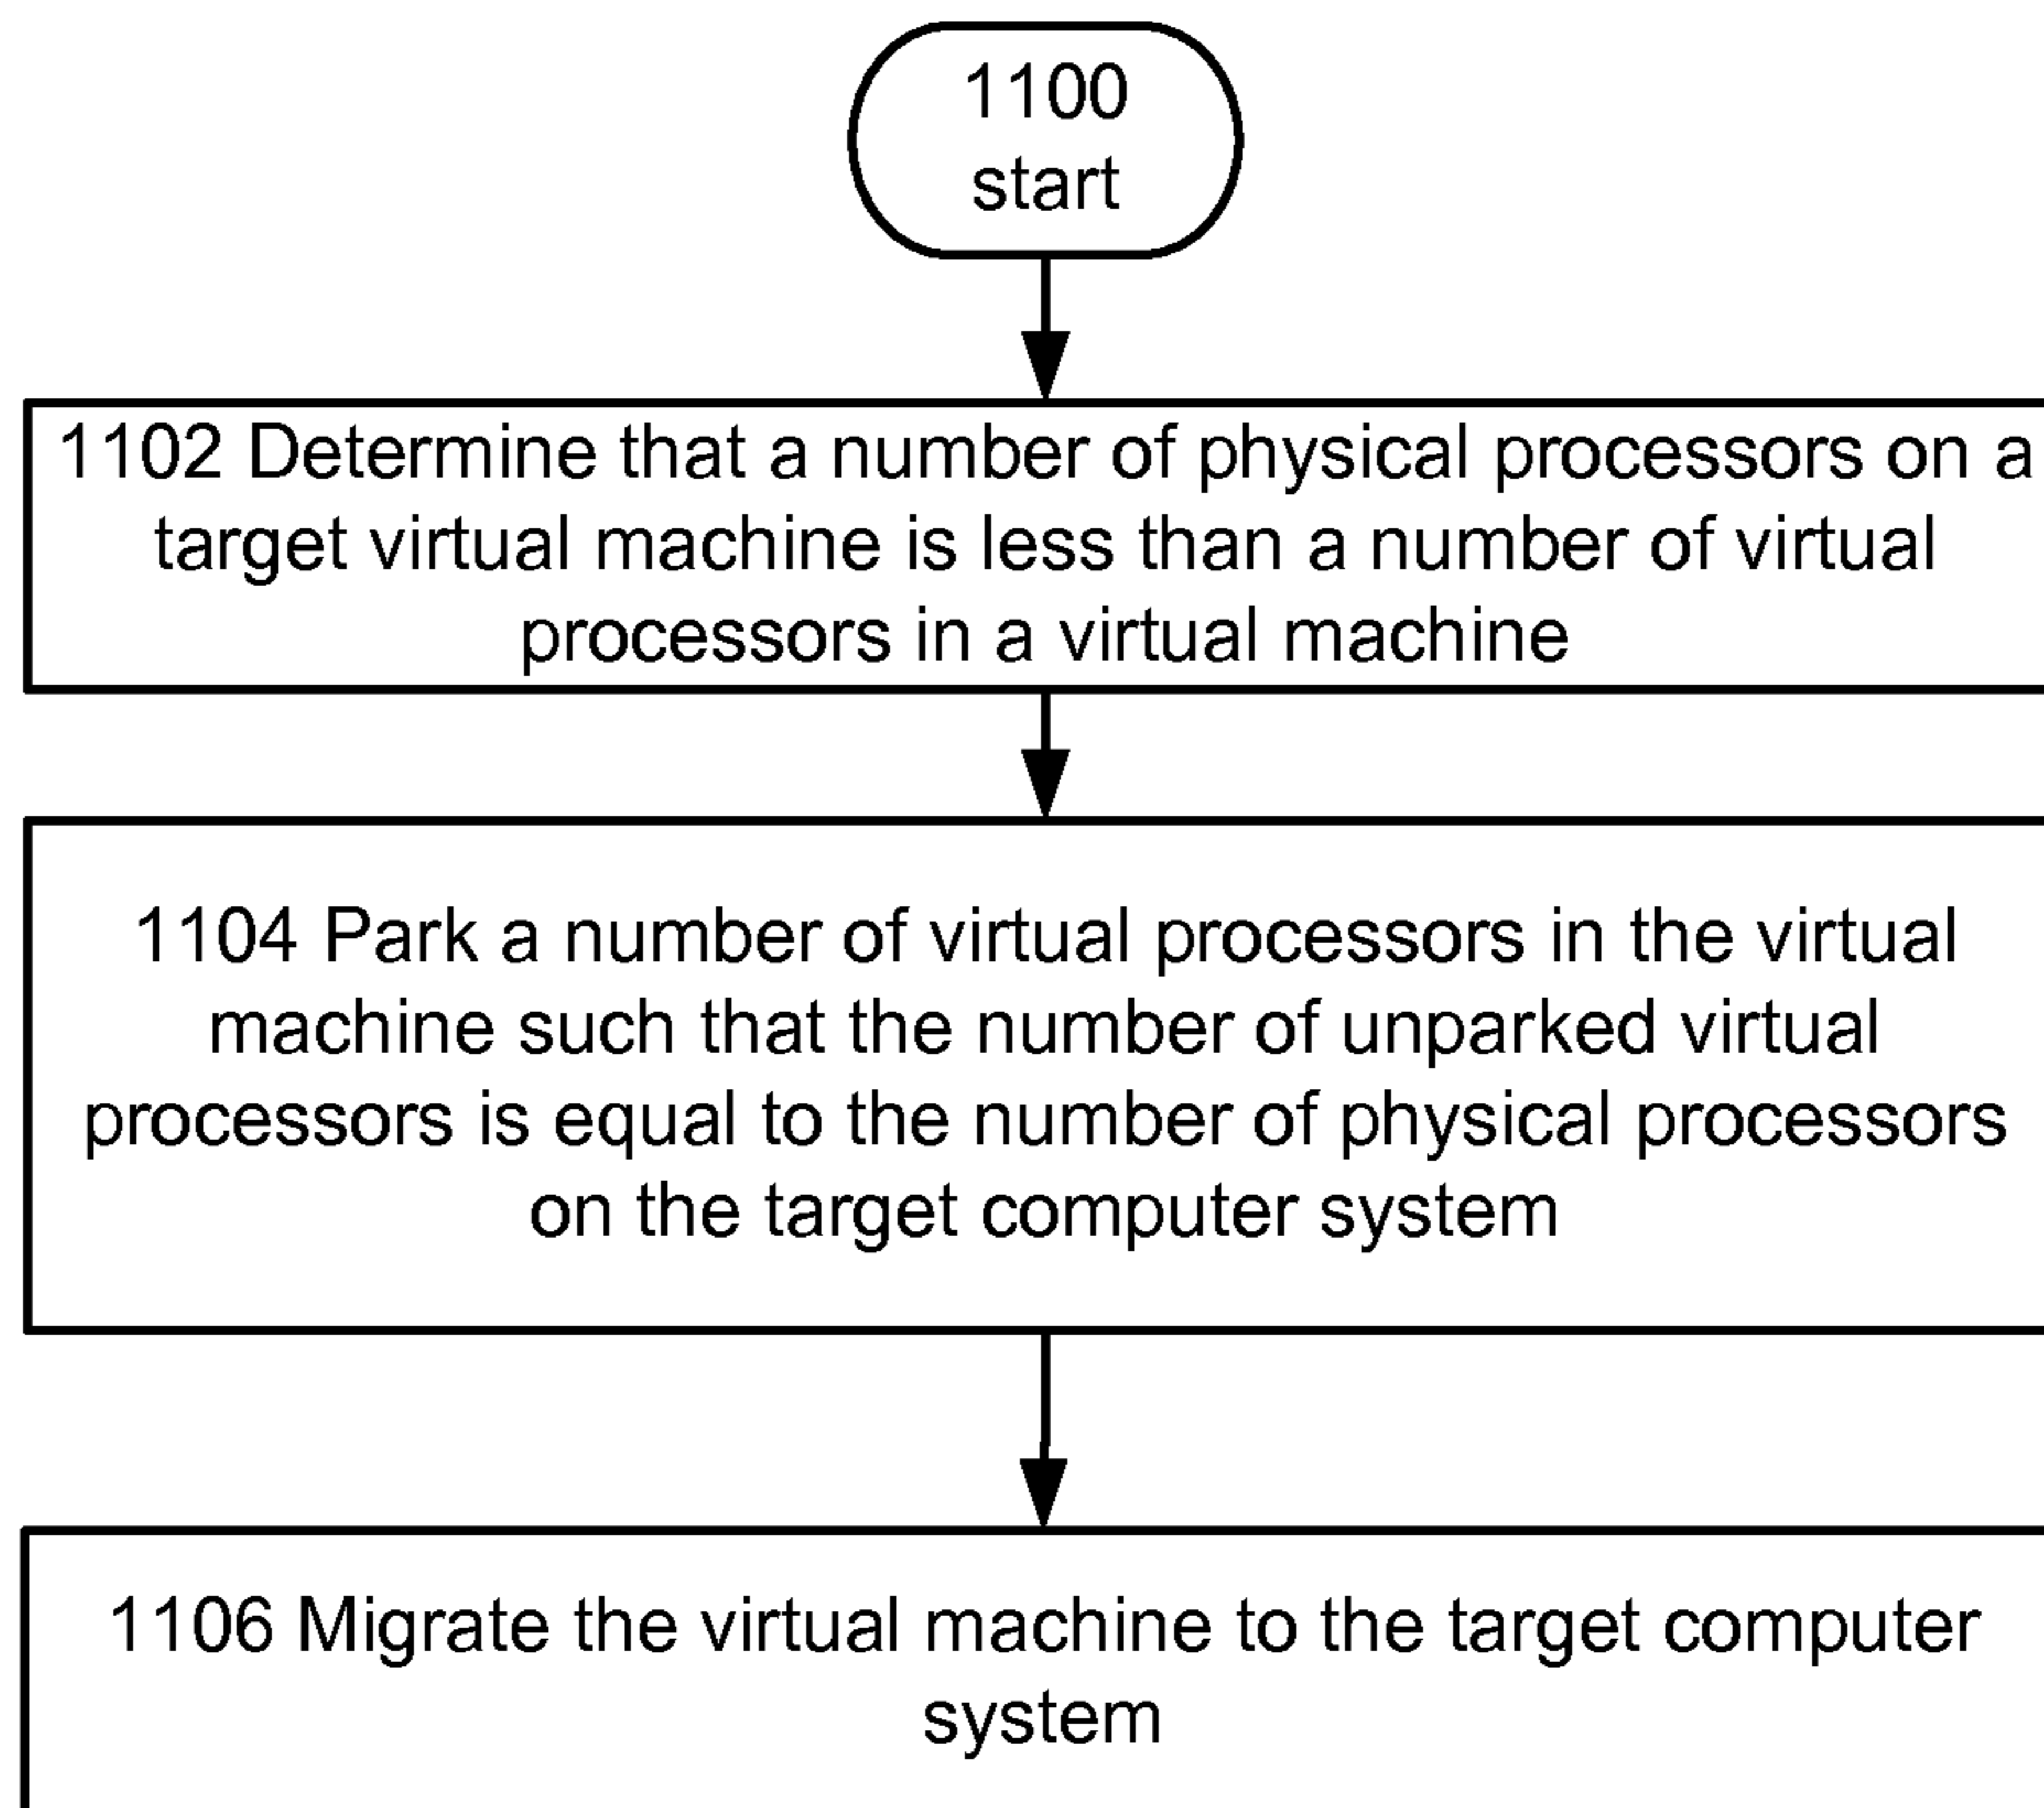 1100
start
1102 Determine that a number of physical processors on a
target virtual machine is less than a number of virtual
processors in a virtual machine
1104 Park a number of virtual processors in the virtual
machine such that the number of unparked virtual
processors is equal to the number of physical processors
on the target computer system
1106 Migrate the virtual machine to the target computer
system